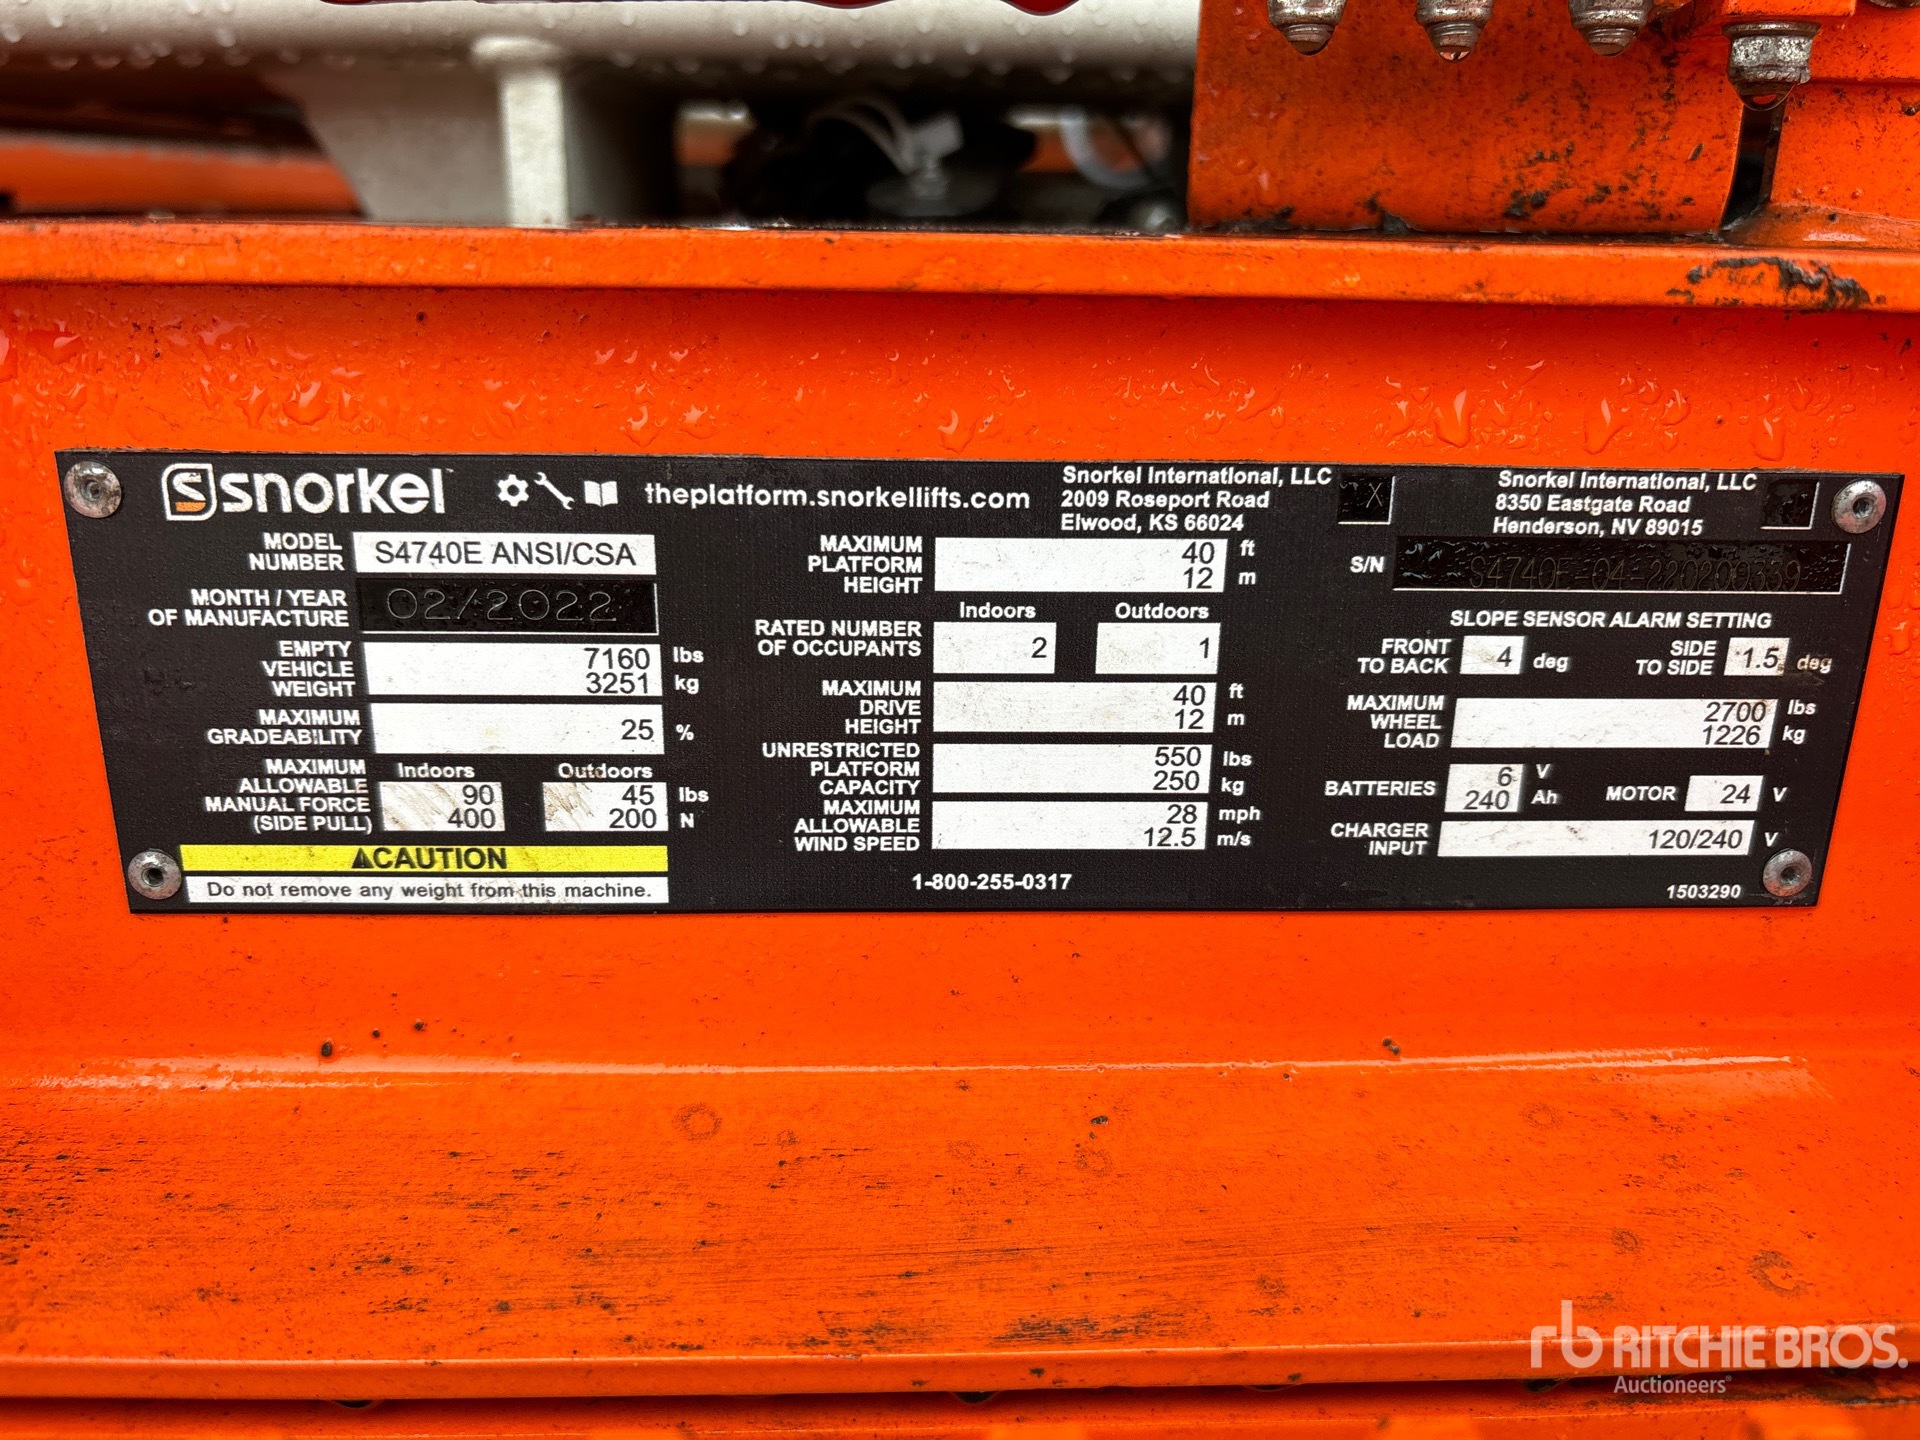 snorkel™ theplatform.snorkellifts.com
Snorkel International, LLC
2009 Roseport Road
Elwood, KS 66024
X
Snorkel International, LLC
8350 Eastgate Road
Henderson, NV 89015
MODEL
NUMBER
S4740E ANSI/CSA
MONTH / YEAR
OF MANUFACTURE
02/2022
EMPTY
VEHICLE
WEIGHT
7160 lbs
3251 kg
MAXIMUM
GRADEABILITY
25 %
MAXIMUM
ALLOWABLE
MANUAL FORCE
(SIDE PULL)
Indoors
90
400
Outdoors
45 lbs
200 N
⚠CAUTION
Do not remove any weight from this machine.
MAXIMUM
PLATFORM
HEIGHT
40 ft
12 m
RATED NUMBER
OF OCCUPANTS
Indoors
2
Outdoors
1
MAXIMUM
DRIVE
HEIGHT
40 ft
12 m
UNRESTRICTED
PLATFORM
CAPACITY
550 lbs
250 kg
MAXIMUM
ALLOWABLE
WIND SPEED
28 mph
12.5 m/s
1-800-255-0317
S/N S4740E-04-220200339
SLOPE SENSOR ALARM SETTING
FRONT
TO BACK
4 deg
SIDE
TO SIDE
1.5 deg
MAXIMUM
WHEEL
LOAD
2700 lbs
1226 kg
BATTERIES
6 V
240 Ah
MOTOR 24 V
CHARGER
INPUT
120/240 V
1503290
rb RITCHIE BROS.
Auctioneers®